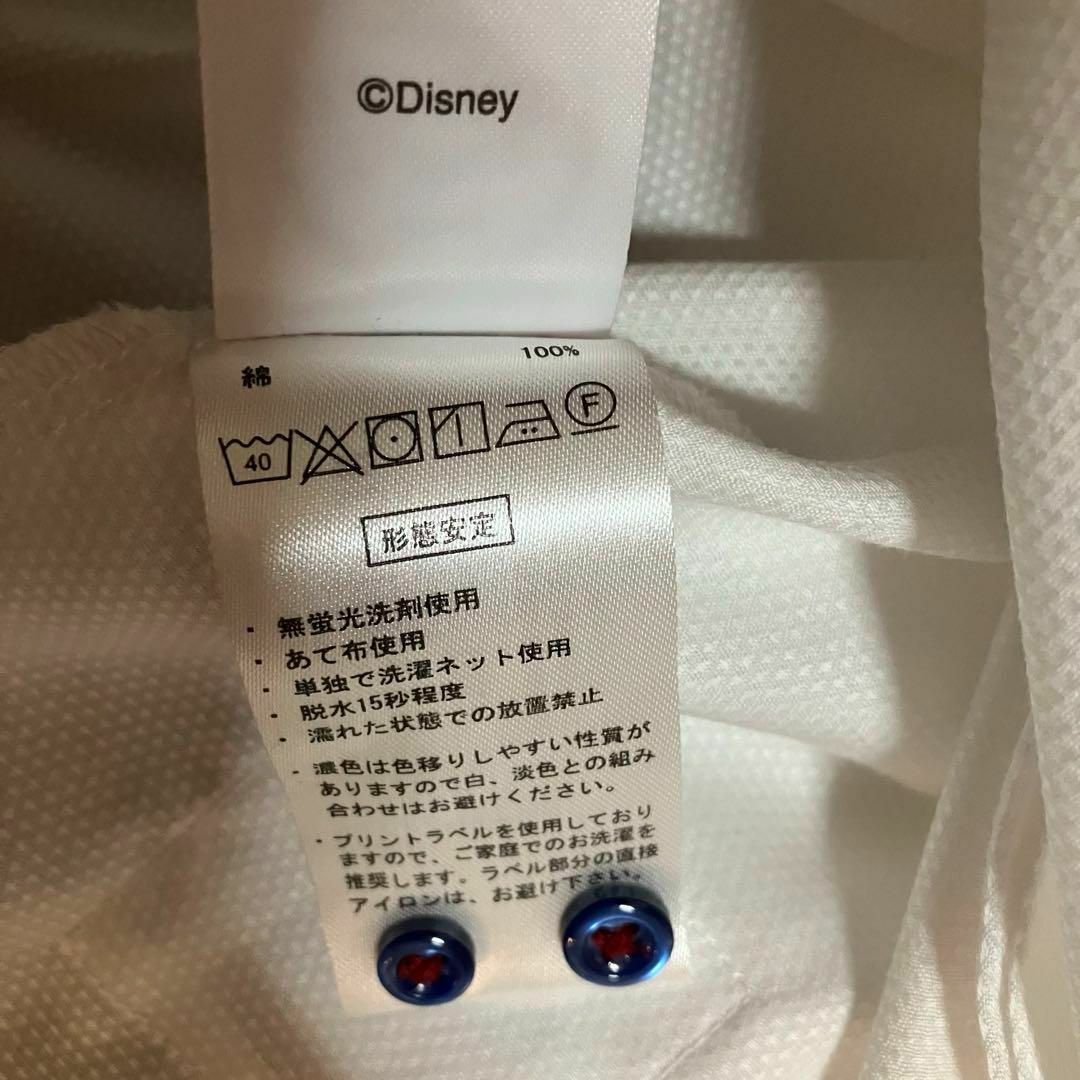 ©Disney
綿 100%
40 F
形態安定
・無蛍光洗剤使用
・あて布使用
・単独で洗濯ネット使用
・脱水15秒程度
・濡れた状態での放置禁止
・濃色は色移りしやすい性質が
ありますので白、淡色との組み
合わせはお避けください。
・プリントラベルを使用しており
ますので、ご家庭でのお洗濯を
推奨します。ラベル部分の直接
アイロンは、お避け下さい。